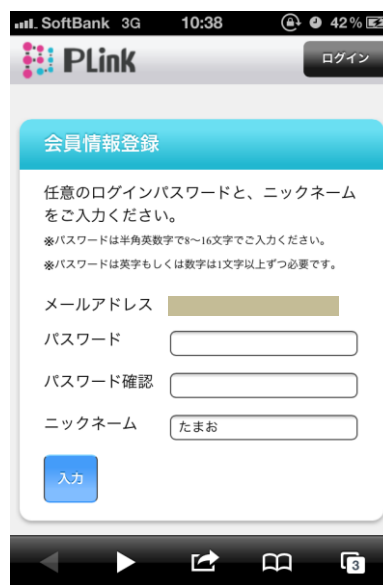 SoftBank 3G 10:38 42%
PLink
ログイン
会員情報登録
任意のログインパスワードと、ニックネーム
をご入力ください。
※パスワードは半角英数字で8〜16文字でご入力ください。
※パスワードは英字もしくは数字は1文字以上ずつ必要です。
メールアドレス
パスワード
パスワード確認
ニックネーム たまお
入力
3